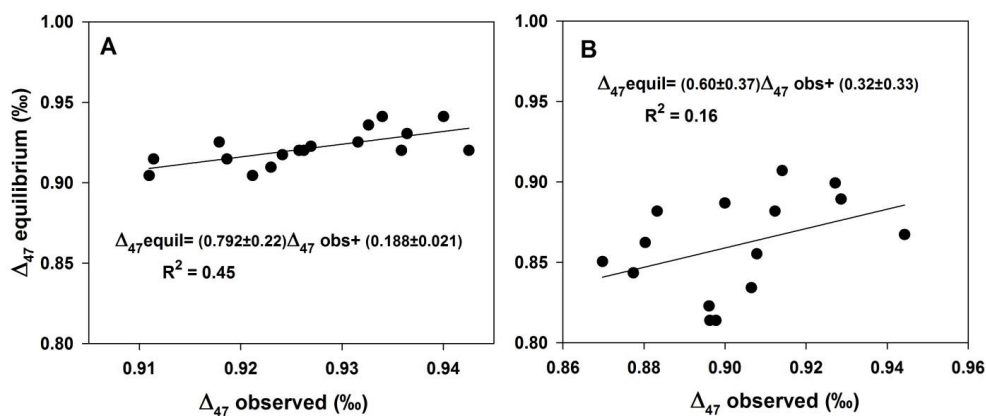 A
Δ47equil= (0.792±0.22)Δ47 obs+ (0.188±0.021)
R2 = 0.45
Δ47 equilibrium (‰)
1.00
0.95
0.90
0.85
0.80
0.91
0.92
0.93
0.94
Δ47 observed (‰)
B
Δ47equil= (0.60±0.37)Δ47 obs+ (0.32±0.33)
R2 = 0.16
1.00
0.95
0.90
0.85
0.80
0.86
0.88
0.90
0.92
0.94
0.96
Δ47 observed (‰)